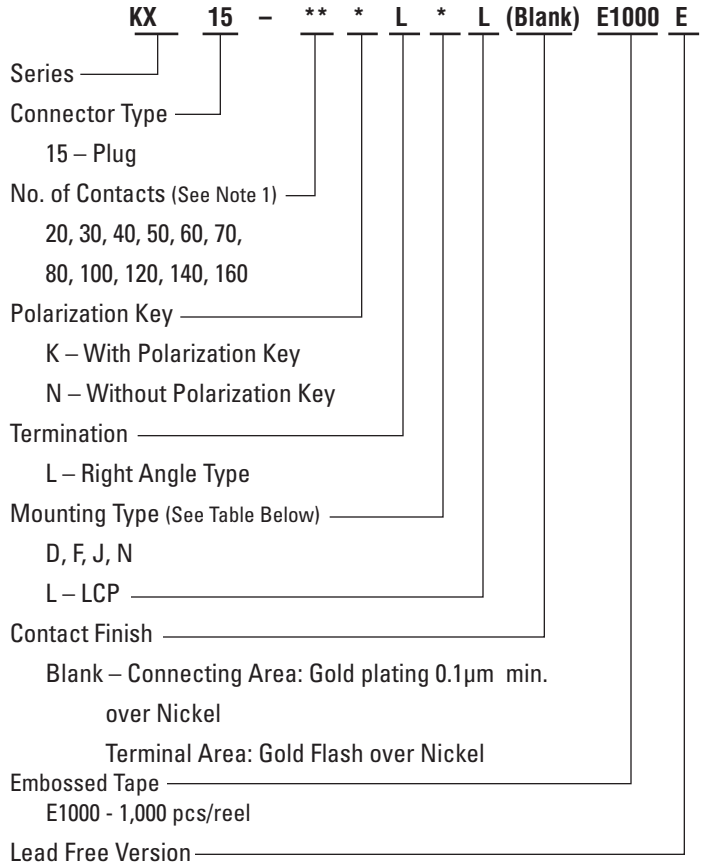 KX 15 – ** * L * L (Blank) E1000 E
Series
Connector Type
15 – Plug
No. of Contacts (See Note 1)
20, 30, 40, 50, 60, 70,
80, 100, 120, 140, 160
Polarization Key
K – With Polarization Key
N – Without Polarization Key
Termination
L – Right Angle Type
Mounting Type (See Table Below)
D, F, J, N
L – LCP
Contact Finish
Blank – Connecting Area: Gold plating 0.1µm min.
over Nickel
Terminal Area: Gold Flash over Nickel
Embossed Tape
E1000 - 1,000 pcs/reel
Lead Free Version